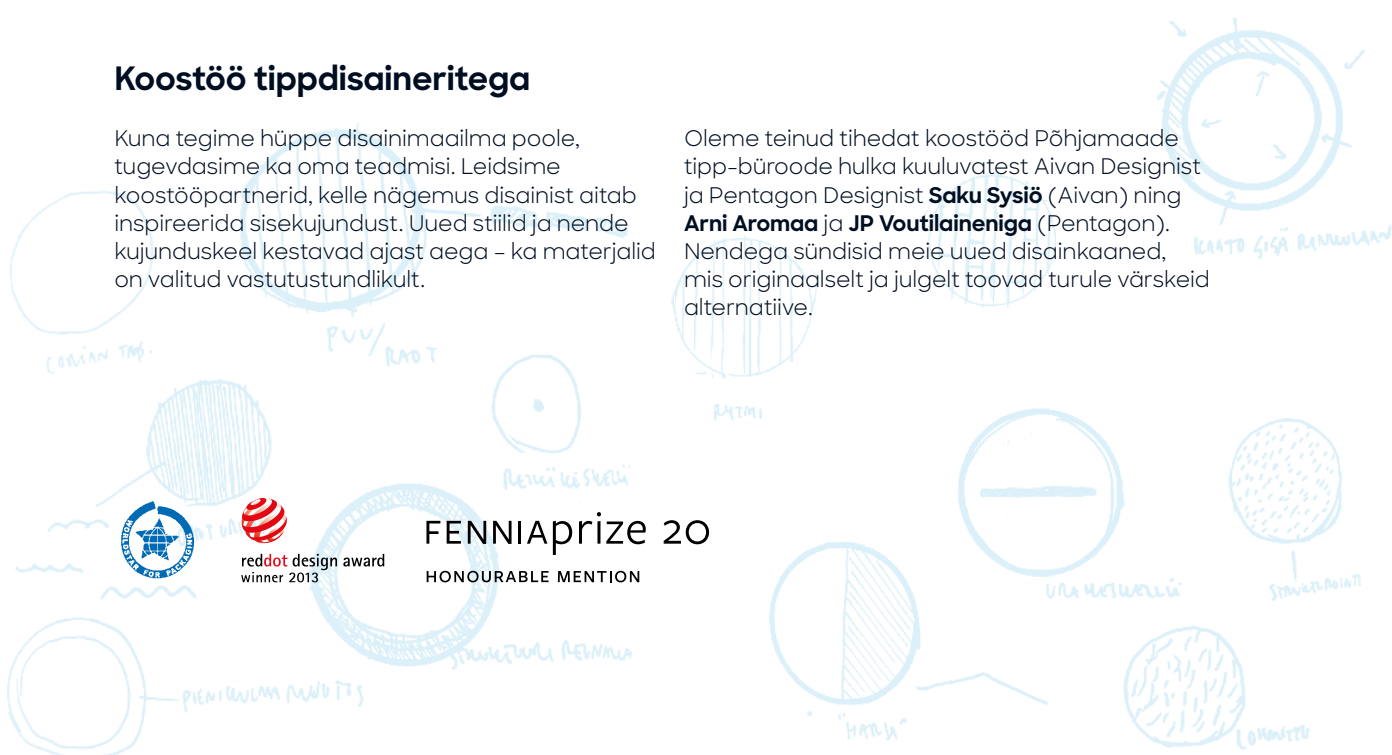 Koostöö tippdisaineritega
Kuna tegime hüppe disainimaailma poole,
tugevdasime ka oma teadmisi. Leidsime
koostööpartnerid, kelle nägemus disainist aitab
inspireerida sisekujundust. Uued stiilid ja nende
kujunduskeel kestavad ajast aega – ka materjalid
on valitud vastutustundlikult.
Oleme teinud tihedat koostööd Põhjamaade
tipp-büroode hulka kuuluvatest Aivan Designist
ja Pentagon Designist Saku Sysiö (Aivan) ning
Arni Aromaa ja JP Voutilaineniga (Pentagon).
Nendega sündisid meie uued disainkaaned,
mis originaalselt ja julgelt toovad turule värskeid
alternatiive.
PUU/
RAOT
RYTMI
WORLDSTAR FOR PACKAGING
reddot design award
winner 2013
FENNIAprize 20
HONOURABLE MENTION